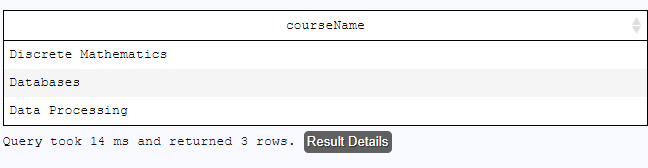 courseName
Discrete Mathematics
Databases
Data Processing
Query took 14 ms and returned 3 rows. Result Details